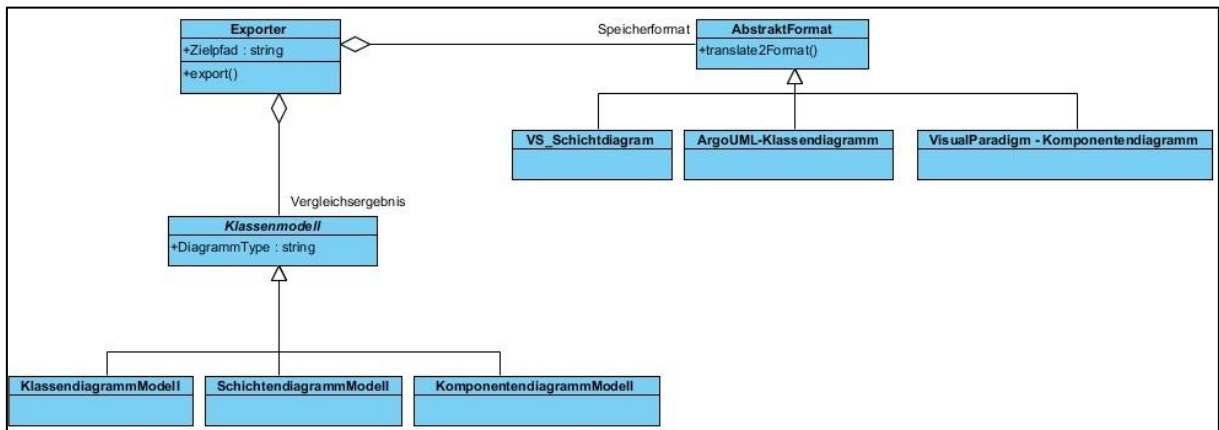 Exporter
+Zielpfad : string
+export()
Speicherformat
AbstraktFormat
+translate2Format()
VS_Schichtdiagram
ArgoUML-Klassendiagramm
VisualParadigm - Komponentendiagramm
Vergleichsergebnis
Klassenmodell
+DiagrammType : string
KlassendiagrammModell
SchichtendiagrammModell
KomponentendiagrammModell